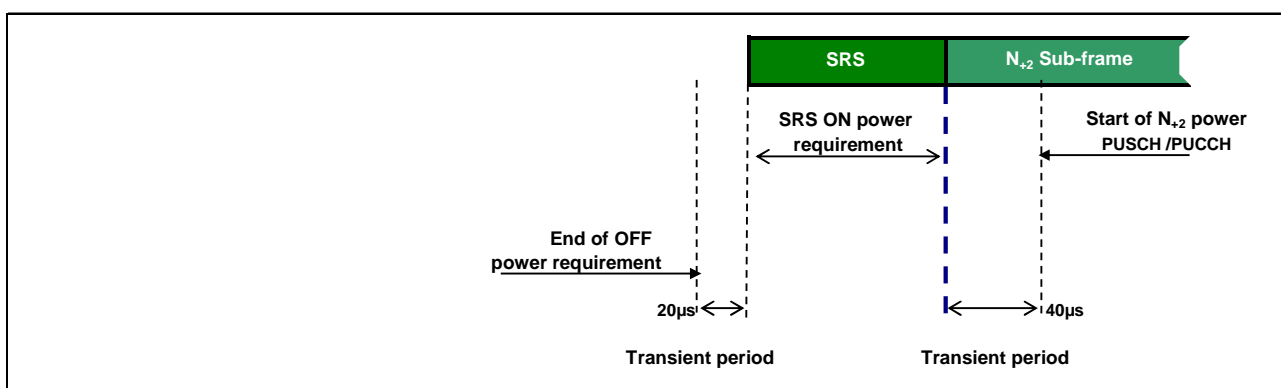 SRS
N+2 Sub-frame
SRS ON power
requirement
Start of N+2 power
PUSCH /PUCCH
End of OFF
power requirement
20µs
40µs
Transient period
Transient period